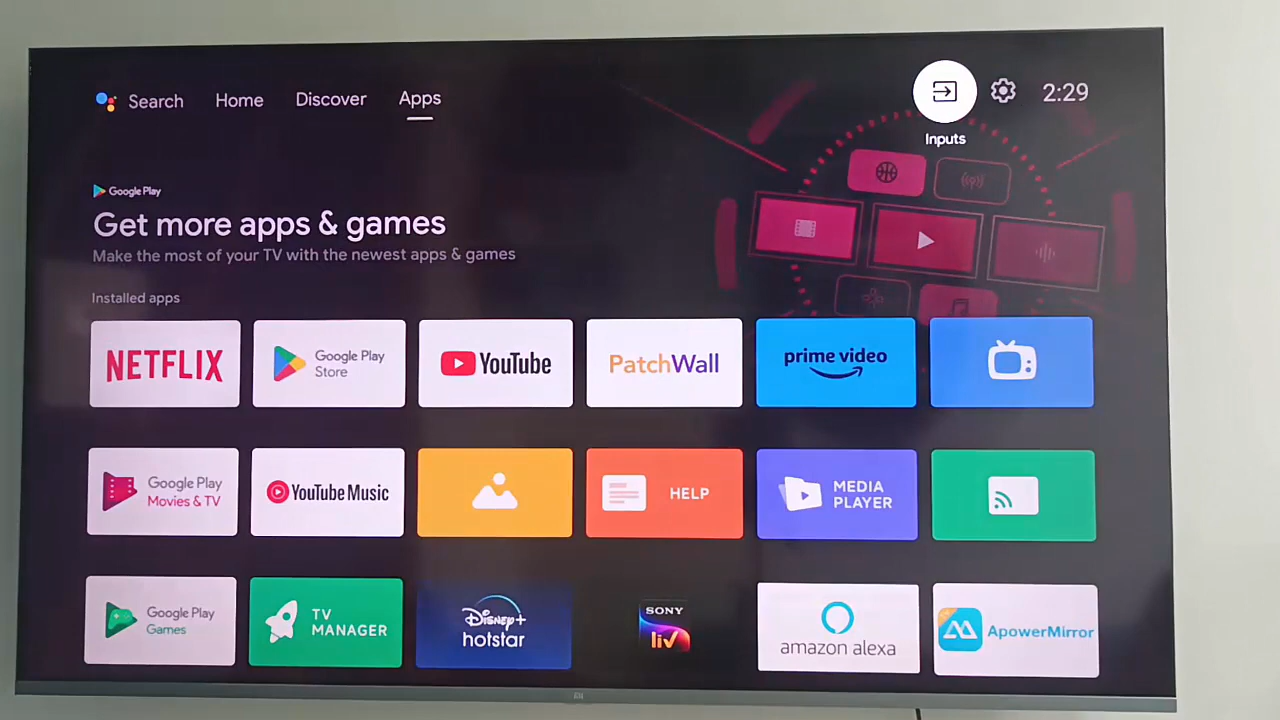 Search Home Discover Apps
2:29
Inputs
Google Play
Get more apps & games
Make the most of your TV with the newest apps & games
Installed apps
NETFLIX
Google Play
Store
YouTube
PatchWall
prime video
Google Play
Movies & TV
YouTube Music
HELP
MEDIA
PLAYER
Google Play
Games
TV
MANAGER
Disney+
hotstar
SONY
liv
amazon alexa
ApowerMirror
mi